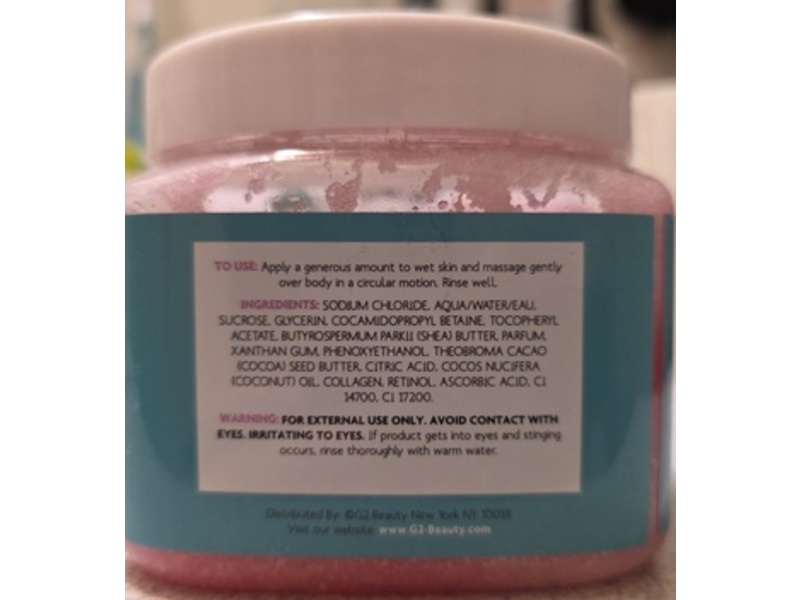 TO USE: Apply a generous amount to wet skin and massage gently
over body in a circular motion. Rinse well.
INGREDIENTS: SODIUM CHLORIDE, AQUA/WATER/EAU,
SUCROSE, GLYCERIN, COCAMIDOPROPYL BETAINE, TOCOPHERYL
ACETATE, BUTYROSPERMUM PARKII (SHEA) BUTTER, PARFUM,
XANTHAN GUM, PHENOXYETHANOL, THEOBROMA CACAO
(COCOA) SEED BUTTER, CITRIC ACID, COCOS NUCIFERA
(COCONUT) OIL, COLLAGEN, RETINOL, ASCORBIC ACID, CI
14700, CI 17200.
WARNING: FOR EXTERNAL USE ONLY. AVOID CONTACT WITH
EYES. IRRITATING TO EYES. If product gets into eyes and stinging
occurs, rinse thoroughly with warm water.
Distributed By: ©G2 Beauty New York NY 10018
Visit our website: www.G2-Beauty.com